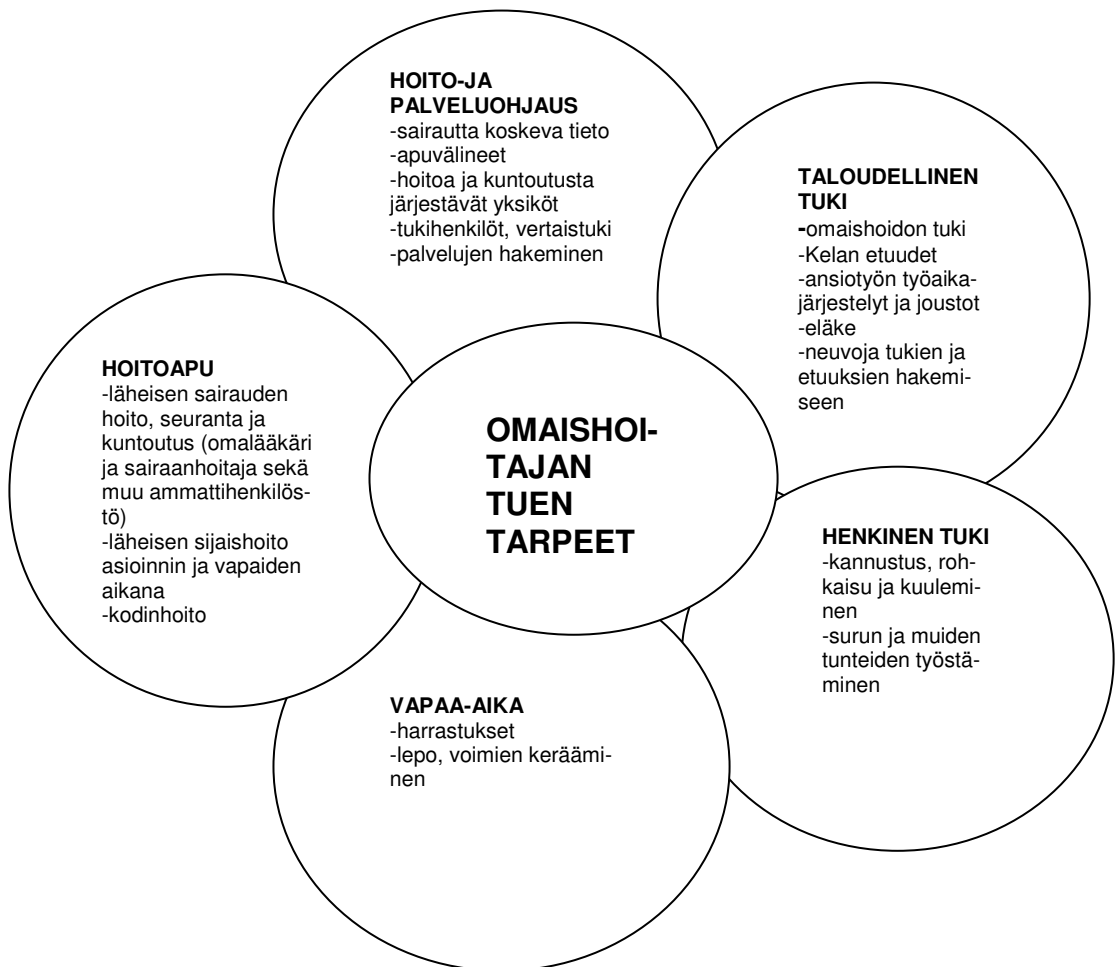 HOITO-JA
PALVELUOHJAUS
-sairautta koskeva tieto
-apuvälineet
-hoitoa ja kuntoutusta
järjestävät yksiköt
-tukihenkilöt, vertaistuki
-palvelujen hakeminen
TALOUDELLINEN
TUKI
-omaishoidon tuki
-Kelan etuudet
-ansiotyön työaika-
järjestelyt ja joustot
-eläke
-neuvoja tukien ja
etuuksien hakemi-
seen
HOITOAPU
-läheisen sairauden
hoito, seuranta ja
kuntoutus (omalääkäri
ja sairaanhoitaja sekä
muu ammattihenkilös-
tö)
-läheisen sijaishoito
asioinnin ja vapaiden
aikana
-kodinhoito
OMAISHOI-
TAJAN
TUEN
TARPEET
HENKINEN TUKI
-kannustus, roh-
kaisu ja kuulemi-
nen
-surun ja muiden
tunteiden työstä-
minen
VAPAA-AIKA
-harrastukset
-lepo, voimien keräämi-
nen